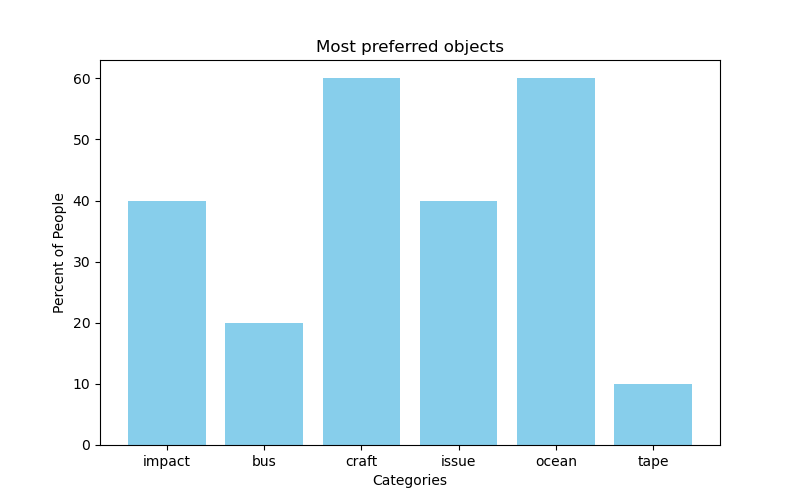 Most preferred objects
Percent of People
60
50
40
30
20
10
0
impact bus craft issue ocean tape
Categories